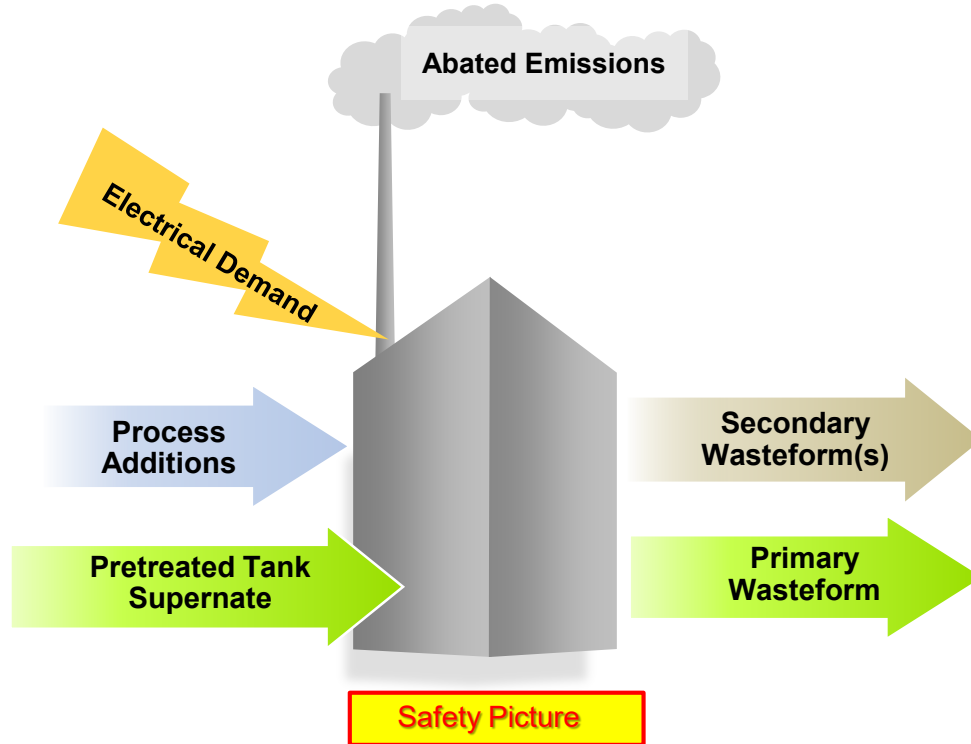 Abated Emissions
Electrical Demand
Process
Additions
Secondary
Wasteform(s)
Pretreated Tank
Supernate
Primary
Wasteform
Safety Picture